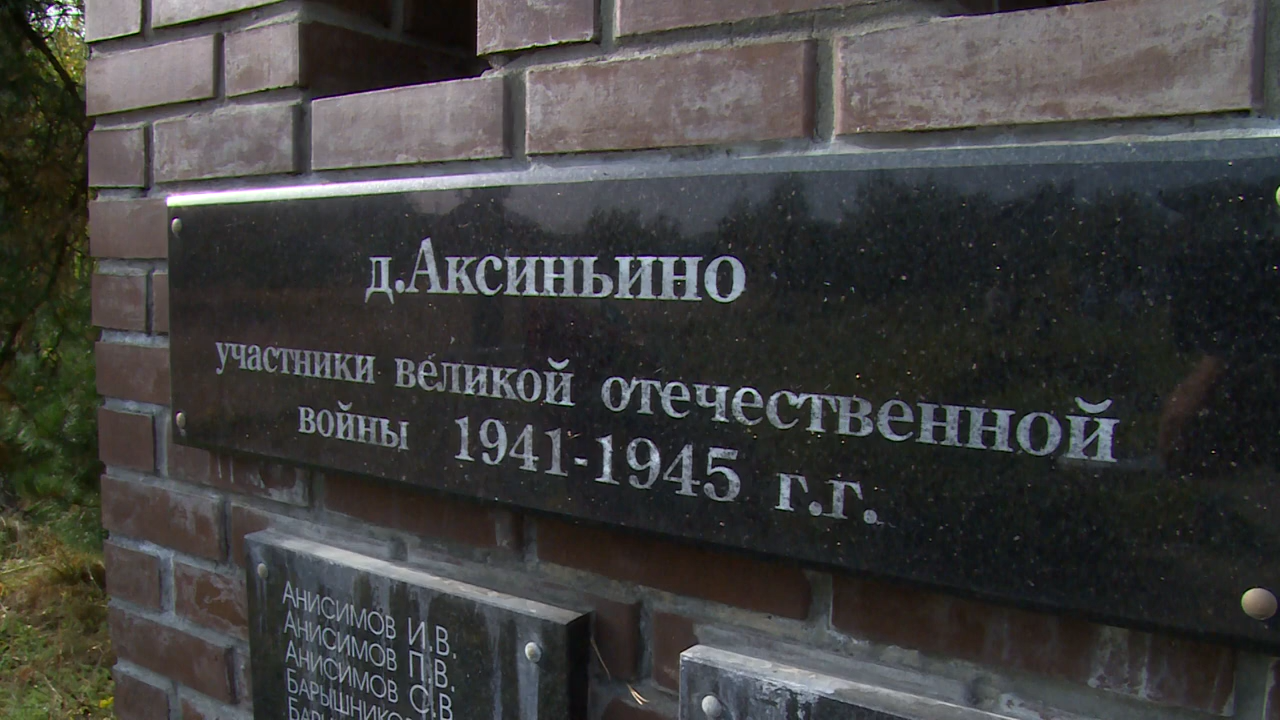 д.Аксиньино
участники великой отечественной
войны 1941-1945 г.г.
АНИСИМОВ И.В.
АНИСИМОВ П.В.
АНИСИМОВ С.В